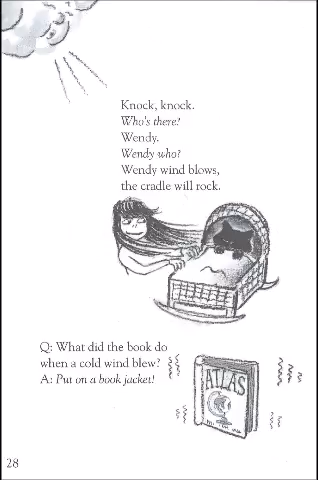 Knock, knock.
Who's there?
Wendy.
Wendy who?
Wendy wind blows,
the cradle will rock.
Q: What did the book do
when a cold wind blew?
A: Put on a book jacket!
ATLAS
28